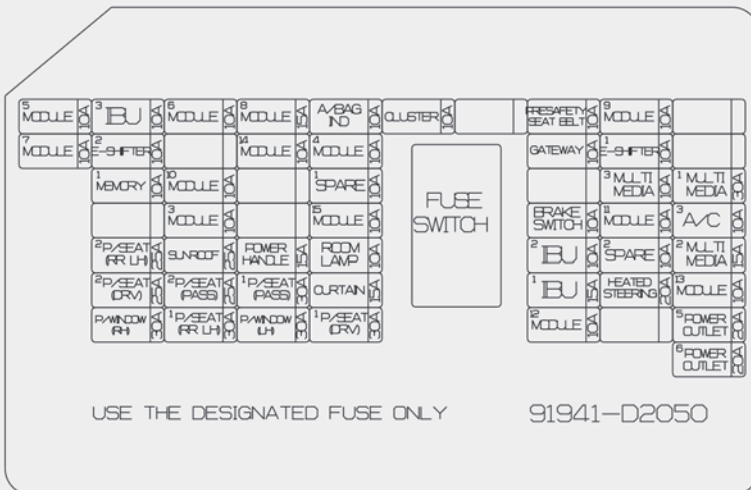 5 MODULE 10A 3 IBU 10A 6 MODULE 10A 8 MODULE 15A A/BAG IND 10A CLUSTER 10A PRESAFETY SEAT BELT 10A 9 MODULE 10A
7 MODULE 10A 2 E-SHIFTER 10A 14 MODULE 10A 4 MODULE 10A GATEWAY 10A 1 E-SHIFTER 10A
1 MEMORY 10A 10 MODULE 10A 1 SPARE 10A 3 MULTI MEDIA 10A 1 MULTI MEDIA 30A
3 MODULE 10A 15 MODULE 10A BRAKE SWITCH 10A 11 MODULE 10A 3 A/C 10A
FUSE
SWITCH
2 P/SEAT (RR LH) 25A SUNROOF 25A POWER HANDLE 15A ROOM LAMP 10A 2 IBU 10A 2 SPARE 2 MULTI MEDIA 15A
2 P/SEAT (DRV) 25A 2 P/SEAT (PASS) 25A 1 P/SEAT (PASS) 30A CURTAIN 15A 1 IBU 15A HEATED STEERING 13 MODULE 10A
P/WINDOW (RH) 30A 1 P/SEAT (RR LH) 30A P/WINDOW (LH) 30A 1 P/SEAT (DRV) 30A 12 MODULE 10A 5 POWER OUTLET 20A
6 POWER OUTLET 20A
USE THE DESIGNATED FUSE ONLY 91941-D2050